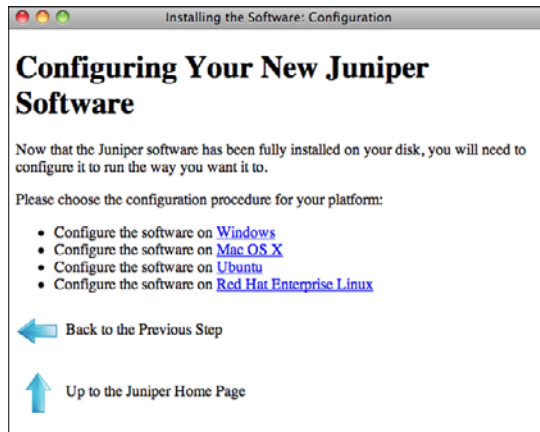 Installing the Software: Configuration
Configuring Your New Juniper
Software
Now that the Juniper software has been fully installed on your disk, you will need to
configure it to run the way you want it to.
Please choose the configuration procedure for your platform:
• Configure the software on Windows
• Configure the software on Mac OS X
• Configure the software on Ubuntu
• Configure the software on Red Hat Enterprise Linux
Back to the Previous Step
Up to the Juniper Home Page